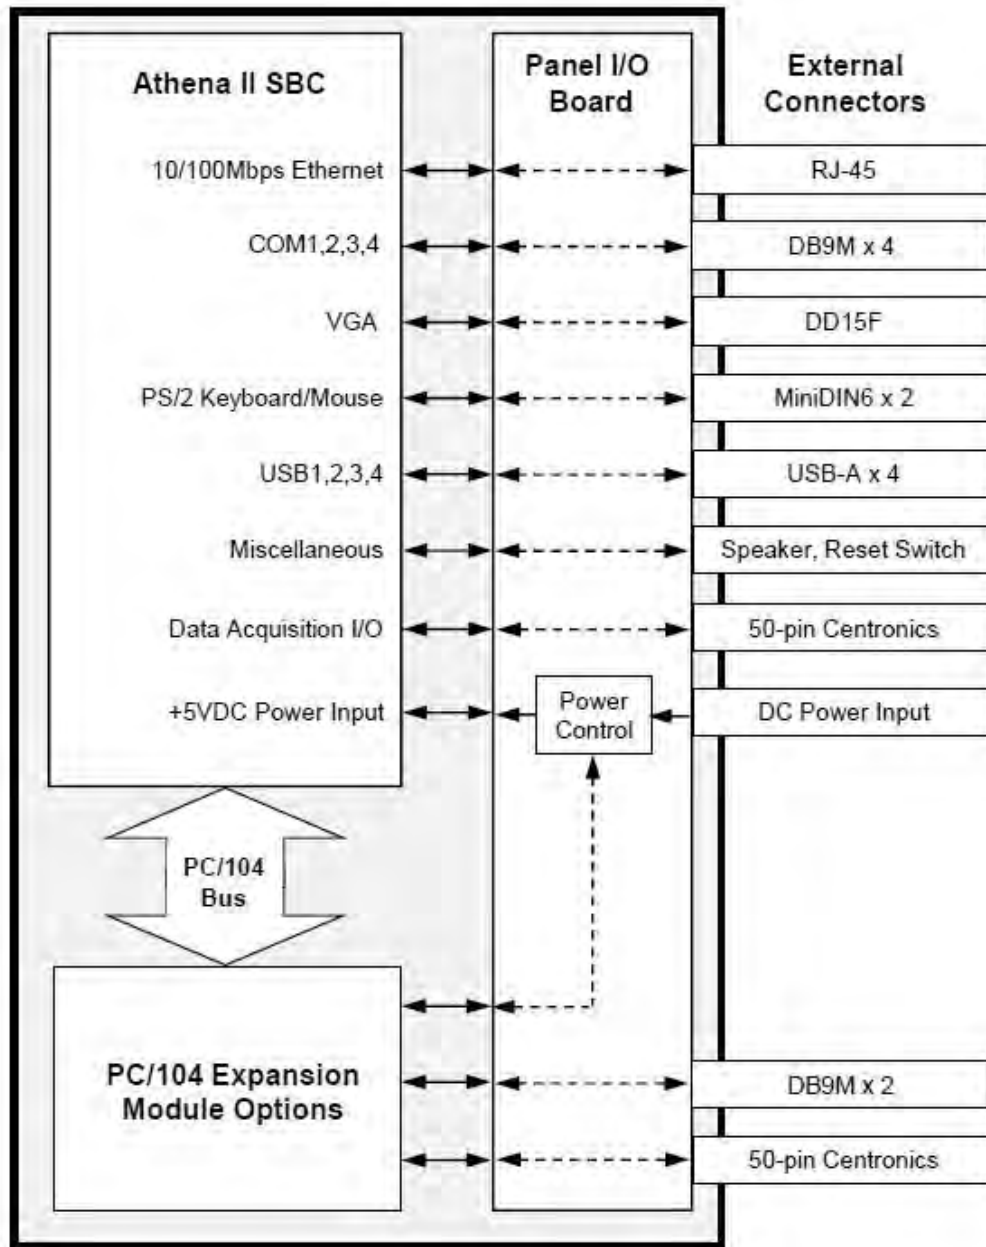 Athena II SBC
Panel I/O
Board
External
Connectors
10/100Mbps Ethernet
RJ-45
COM1,2,3,4
DB9M x 4
VGA
DD15F
PS/2 Keyboard/Mouse
MiniDIN6 x 2
USB1,2,3,4
USB-A x 4
Miscellaneous
Speaker, Reset Switch
Data Acquisition I/O
50-pin Centronics
+5VDC Power Input
Power
Control
DC Power Input
PC/104
Bus
PC/104 Expansion
Module Options
DB9M x 2
50-pin Centronics